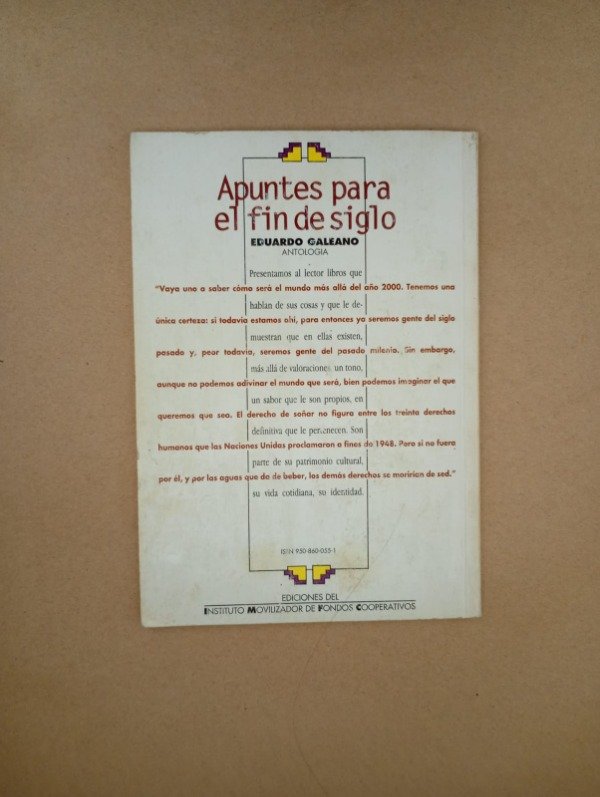 Apuntes para
el fin de siglo
EDUARDO GALEANO
ANTOLOGIA
Presentamos al lector libros que
"Vaya uno a saber cómo será el mundo más allá del año 2000. Tenemos una
hablan de sus cosas y que le de-
única certeza: si todavía estamos ahí, para entonces ya seremos gente del siglo
muestran que en ellas existen,
pasado y, peor todavía, seremos gente del pasado milenio. Sin embargo,
más allá de valoraciones, un tono,
aunque no podemos adivinar el mundo que será, bien podemos imaginar el que
un sabor que le son propios, en
queremos que sea. El derecho de soñar no figura entre los treinta derechos
definitiva que le pertenecen. Son
humanos que las Naciones Unidas proclamaron a fines de 1948. Pero si no fuera
parte de su patrimonio cultural,
por él, y por las aguas que da de beber, los demás derechos se morirían de sed."
su vida cotidiana, su identidad.
ISBN 950-860-055-1
EDICIONES DEL
INSTITUTO MOVILIZADOR DE FONDOS COOPERATIVOS